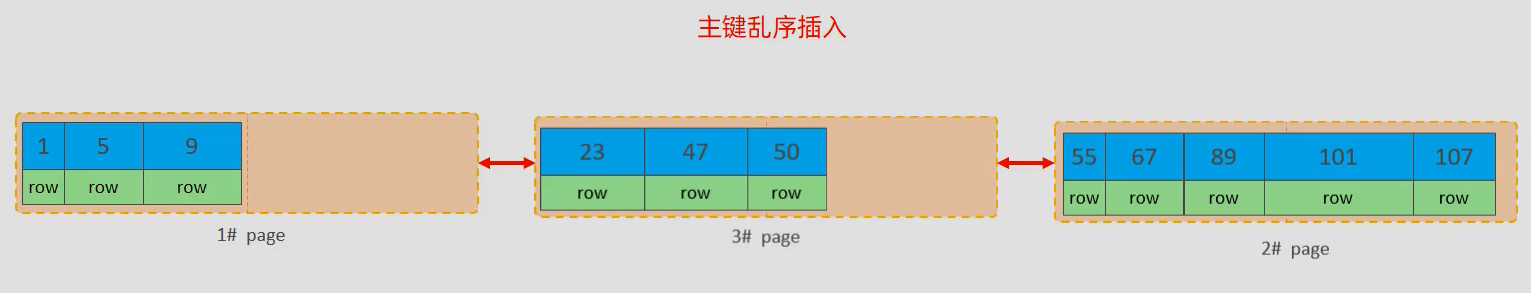 主键乱序插入
1 5 9
row row row
1# page
23 47 50
row row row
3# page
55 67 89 101 107
row row row row row
2# page